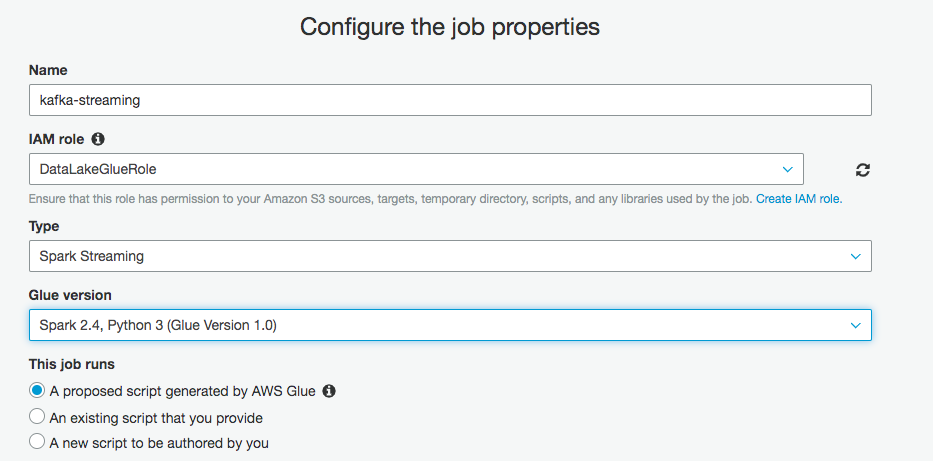 Configure the job properties
Name
kafka-streaming
IAM role
DataLakeGlueRole
Ensure that this role has permission to your Amazon S3 sources, targets, temporary directory, scripts, and any libraries used by the job. Create IAM role.
Type
Spark Streaming
Glue version
Spark 2.4, Python 3 (Glue Version 1.0)
This job runs
A proposed script generated by AWS Glue
An existing script that you provide
A new script to be authored by you